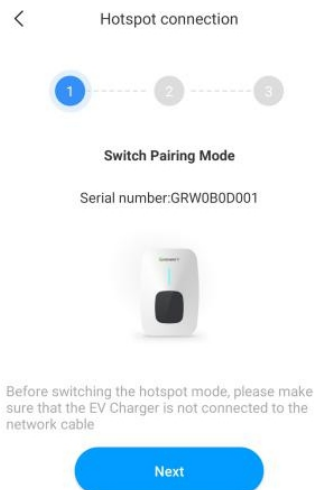 Hotspot connection
1 2 3
Switch Pairing Mode
Serial number:GRW0B0D001
GROWATT
Before switching the hotspot mode, please make
sure that the EV Charger is not connected to the
network cable
Next